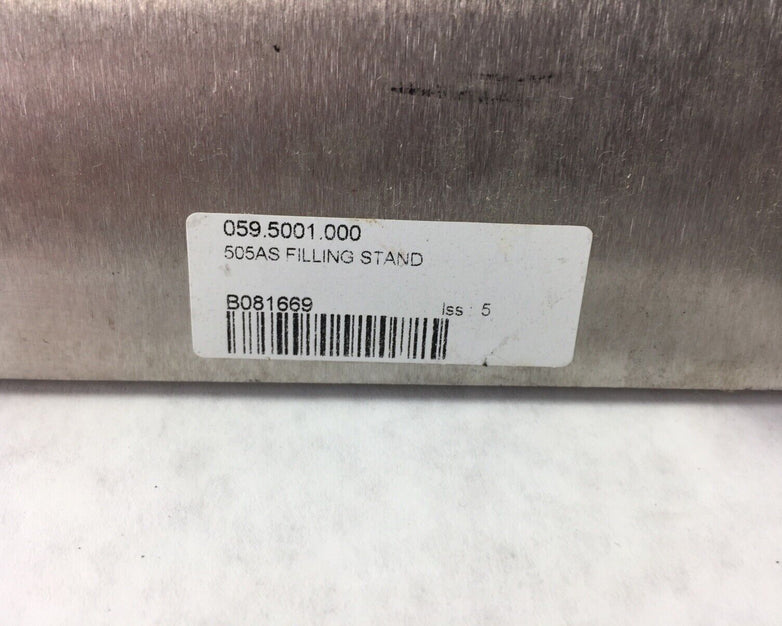 059.5001.000
505AS FILLING STAND
B081669
Iss : 5